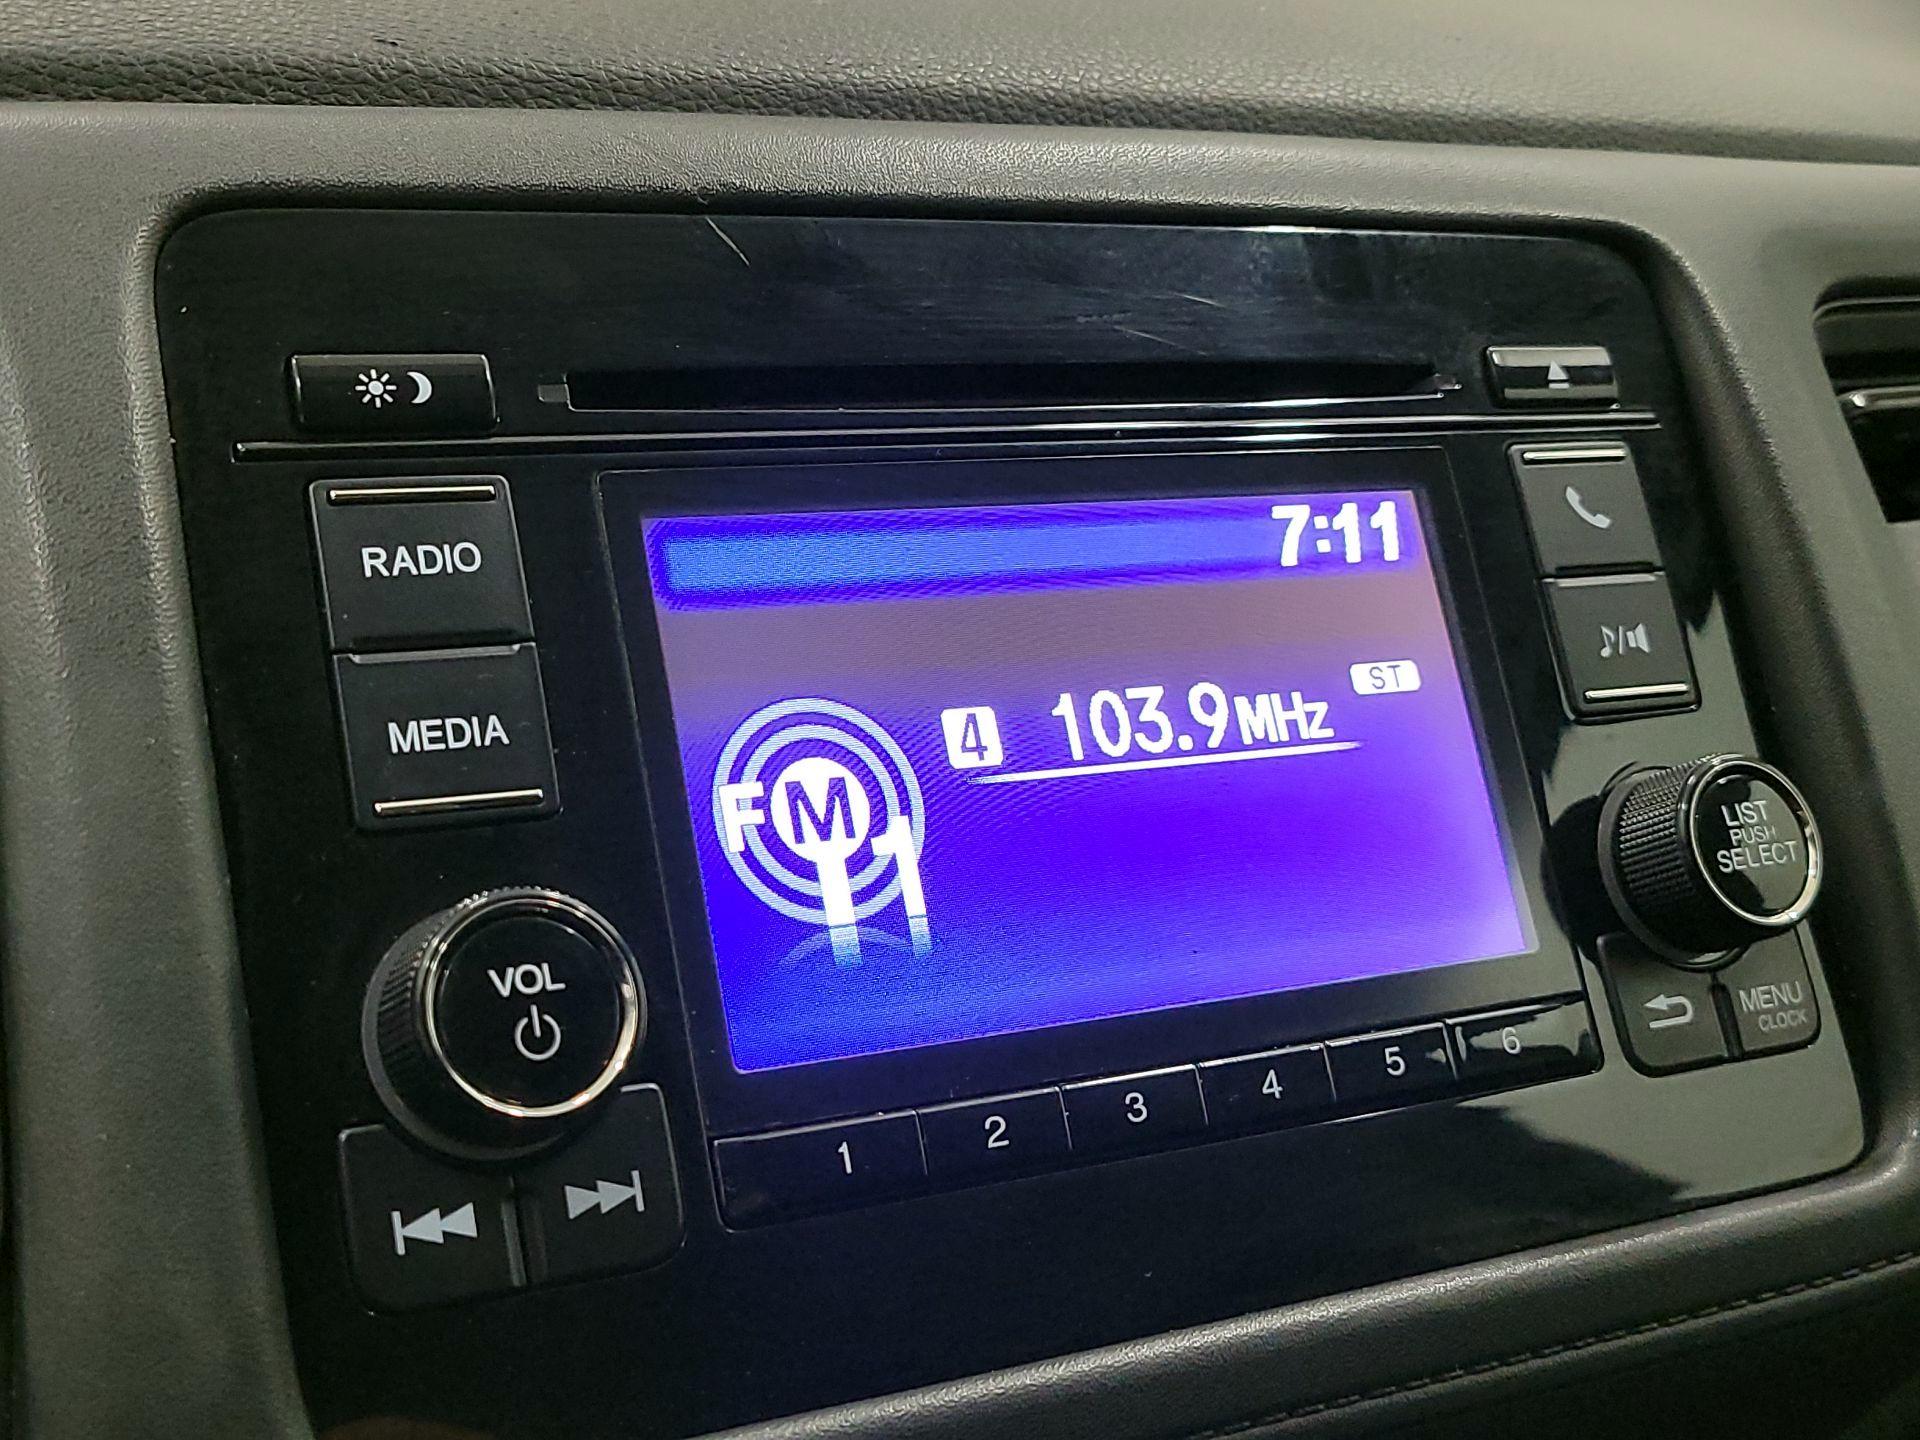 RADIO
MEDIA
VOL
7:11
ST
4 103.9MHz
FM1
LIST
PUSH
SELECT
MENU
CLOCK
1 2 3 4 5 6